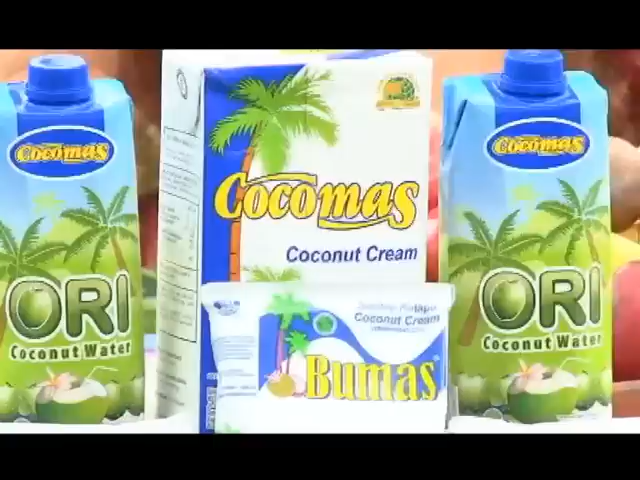 Cocomas
ORI
Coconut Water
Cocomas
Coconut Cream
Coconut Cream
Bumas
Cocomas
ORI
Coconut Water